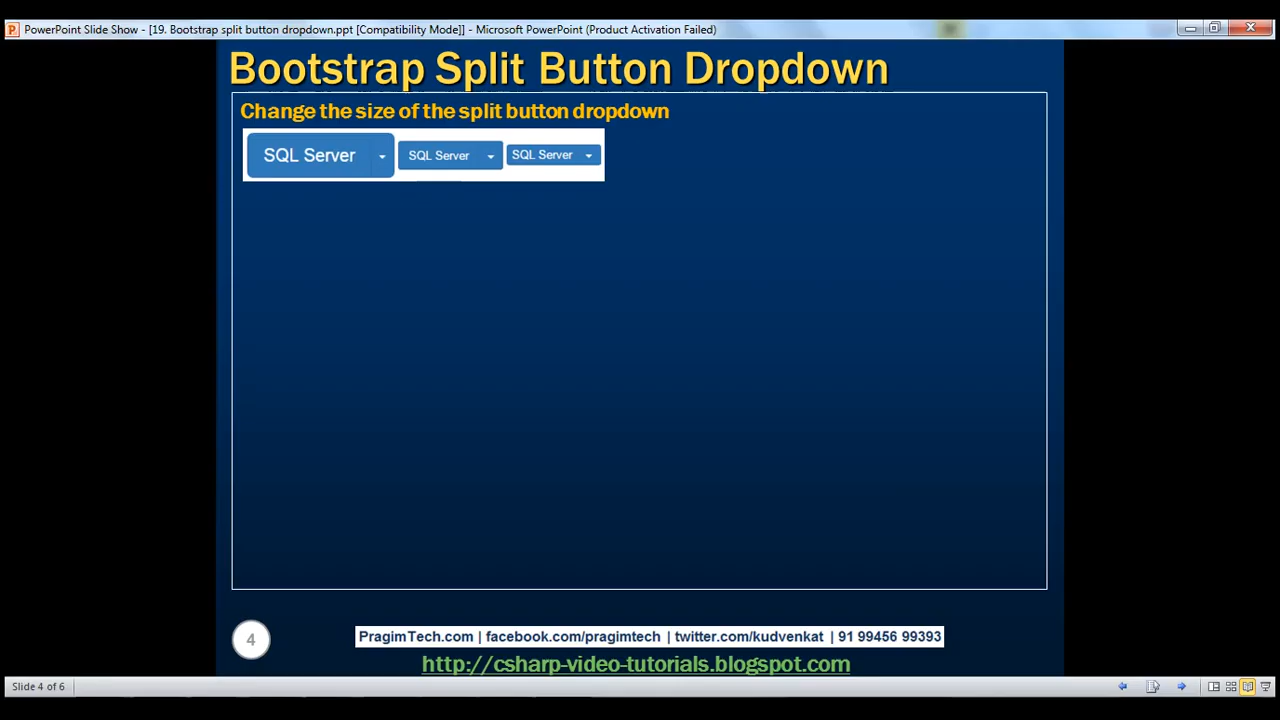 PowerPoint Slide Show - [19. Bootstrap split button dropdown.ppt [Compatibility Mode]] - Microsoft PowerPoint (Product Activation Failed)
Bootstrap Split Button Dropdown
Change the size of the split button dropdown
SQL Server SQL Server SQL Server
4
PragimTech.com | facebook.com/pragimtech | twitter.com/kudvenkat | 91 99456 99393
http://csharp-video-tutorials.blogspot.com
Slide 4 of 6